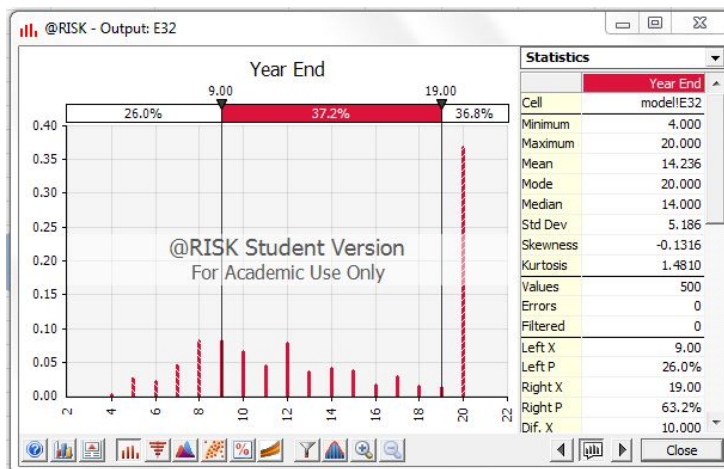 @RISK - Output: E32
Year End
9.00 19.00
26.0% 37.2% 36.8%
0.40
0.35
0.30
0.25
0.20
0.15
0.10
0.05
0.00
2 4 6 8 10 12 14 16 18 20 22
@RISK Student Version
For Academic Use Only
Statistics
Year End
Cell model!E32
Minimum 4.000
Maximum 20.000
Mean 14.236
Mode 20.000
Median 14.000
Std Dev 5.186
Skewness -0.1316
Kurtosis 1.4810
Values 500
Errors 0
Filtered 0
Left X 9.00
Left P 26.0%
Right X 19.00
Right P 63.2%
Dif. X 10.000
Close